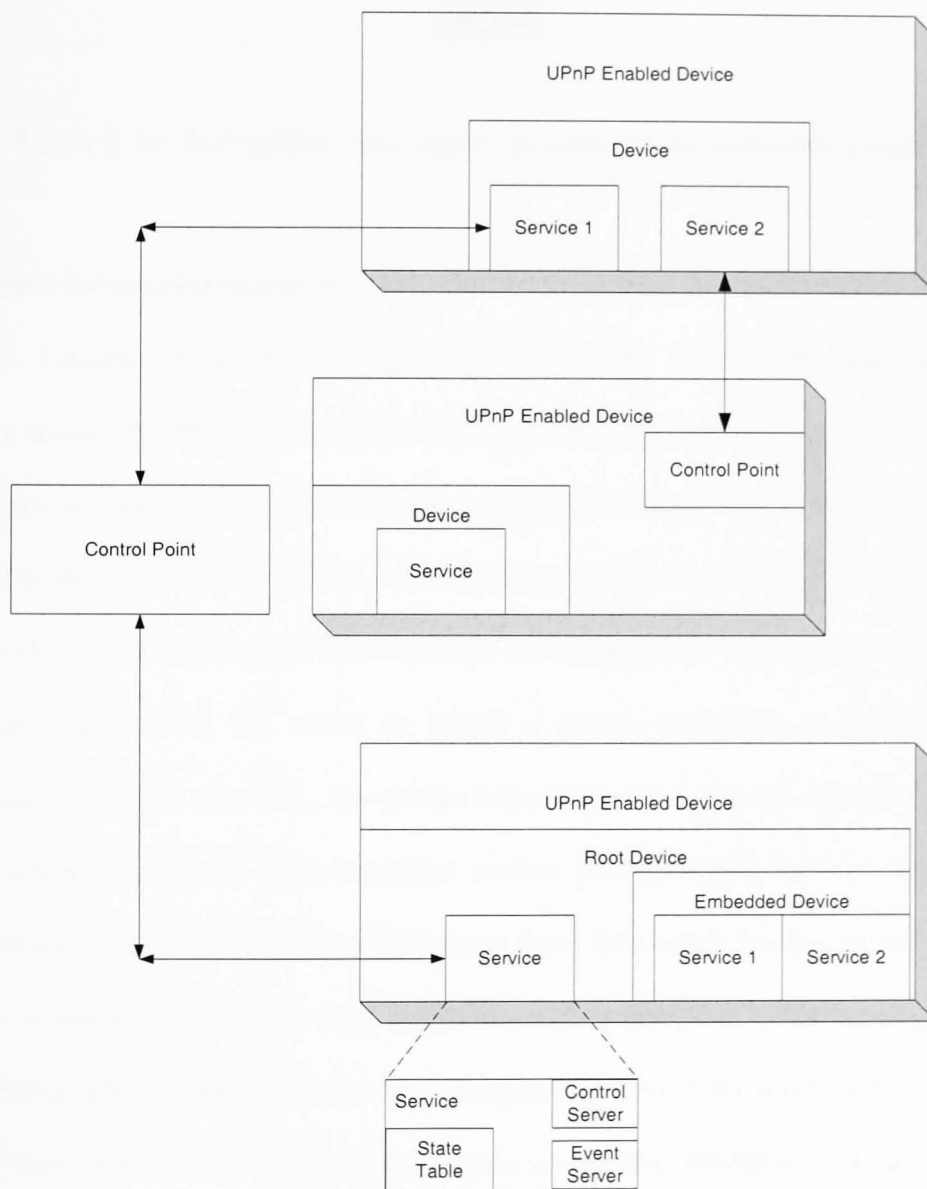 UPnP Enabled Device
Device
Service 1
Service 2
UPnP Enabled Device
Control Point
Device
Service
Control Point
UPnP Enabled Device
Root Device
Embedded Device
Service
Service 1
Service 2
Service
Control
Server
State
Table
Event
Server